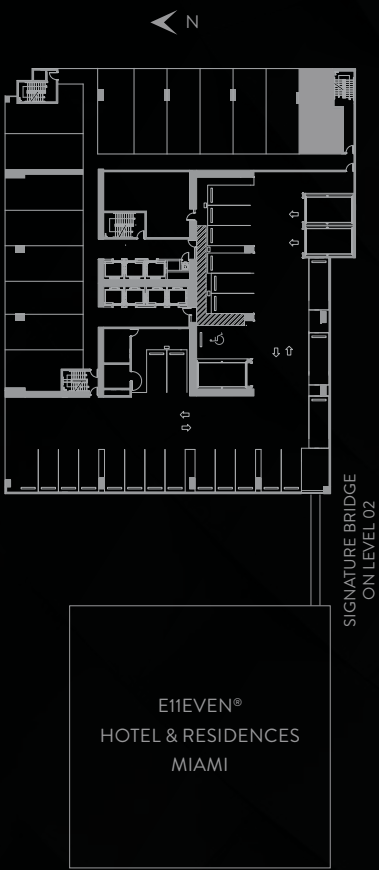 N
SIGNATURE BRIDGE
ON LEVEL 02
E11EVEN®
HOTEL & RESIDENCES
MIAMI